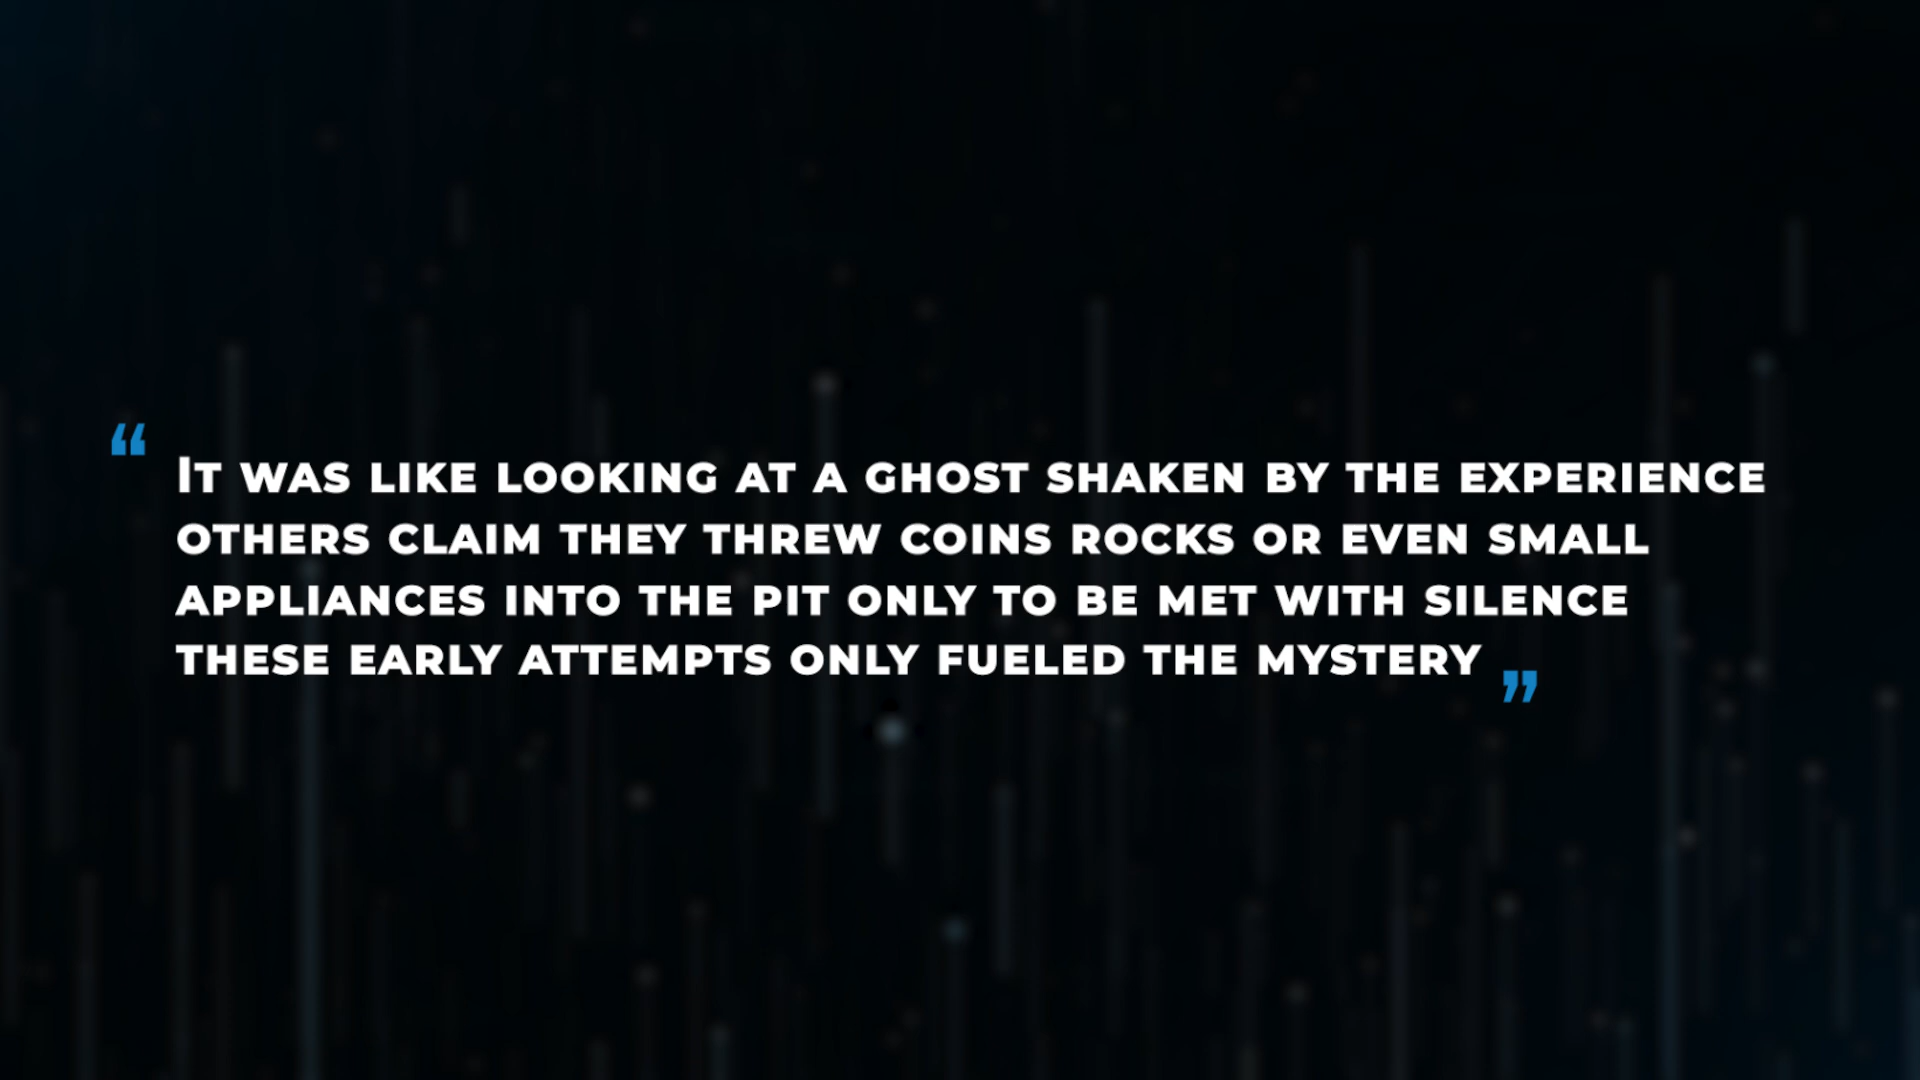 “ It was like looking at a ghost shaken by the experience
others claim they threw coins rocks or even small
appliances into the pit only to be met with silence
these early attempts only fueled the mystery ”